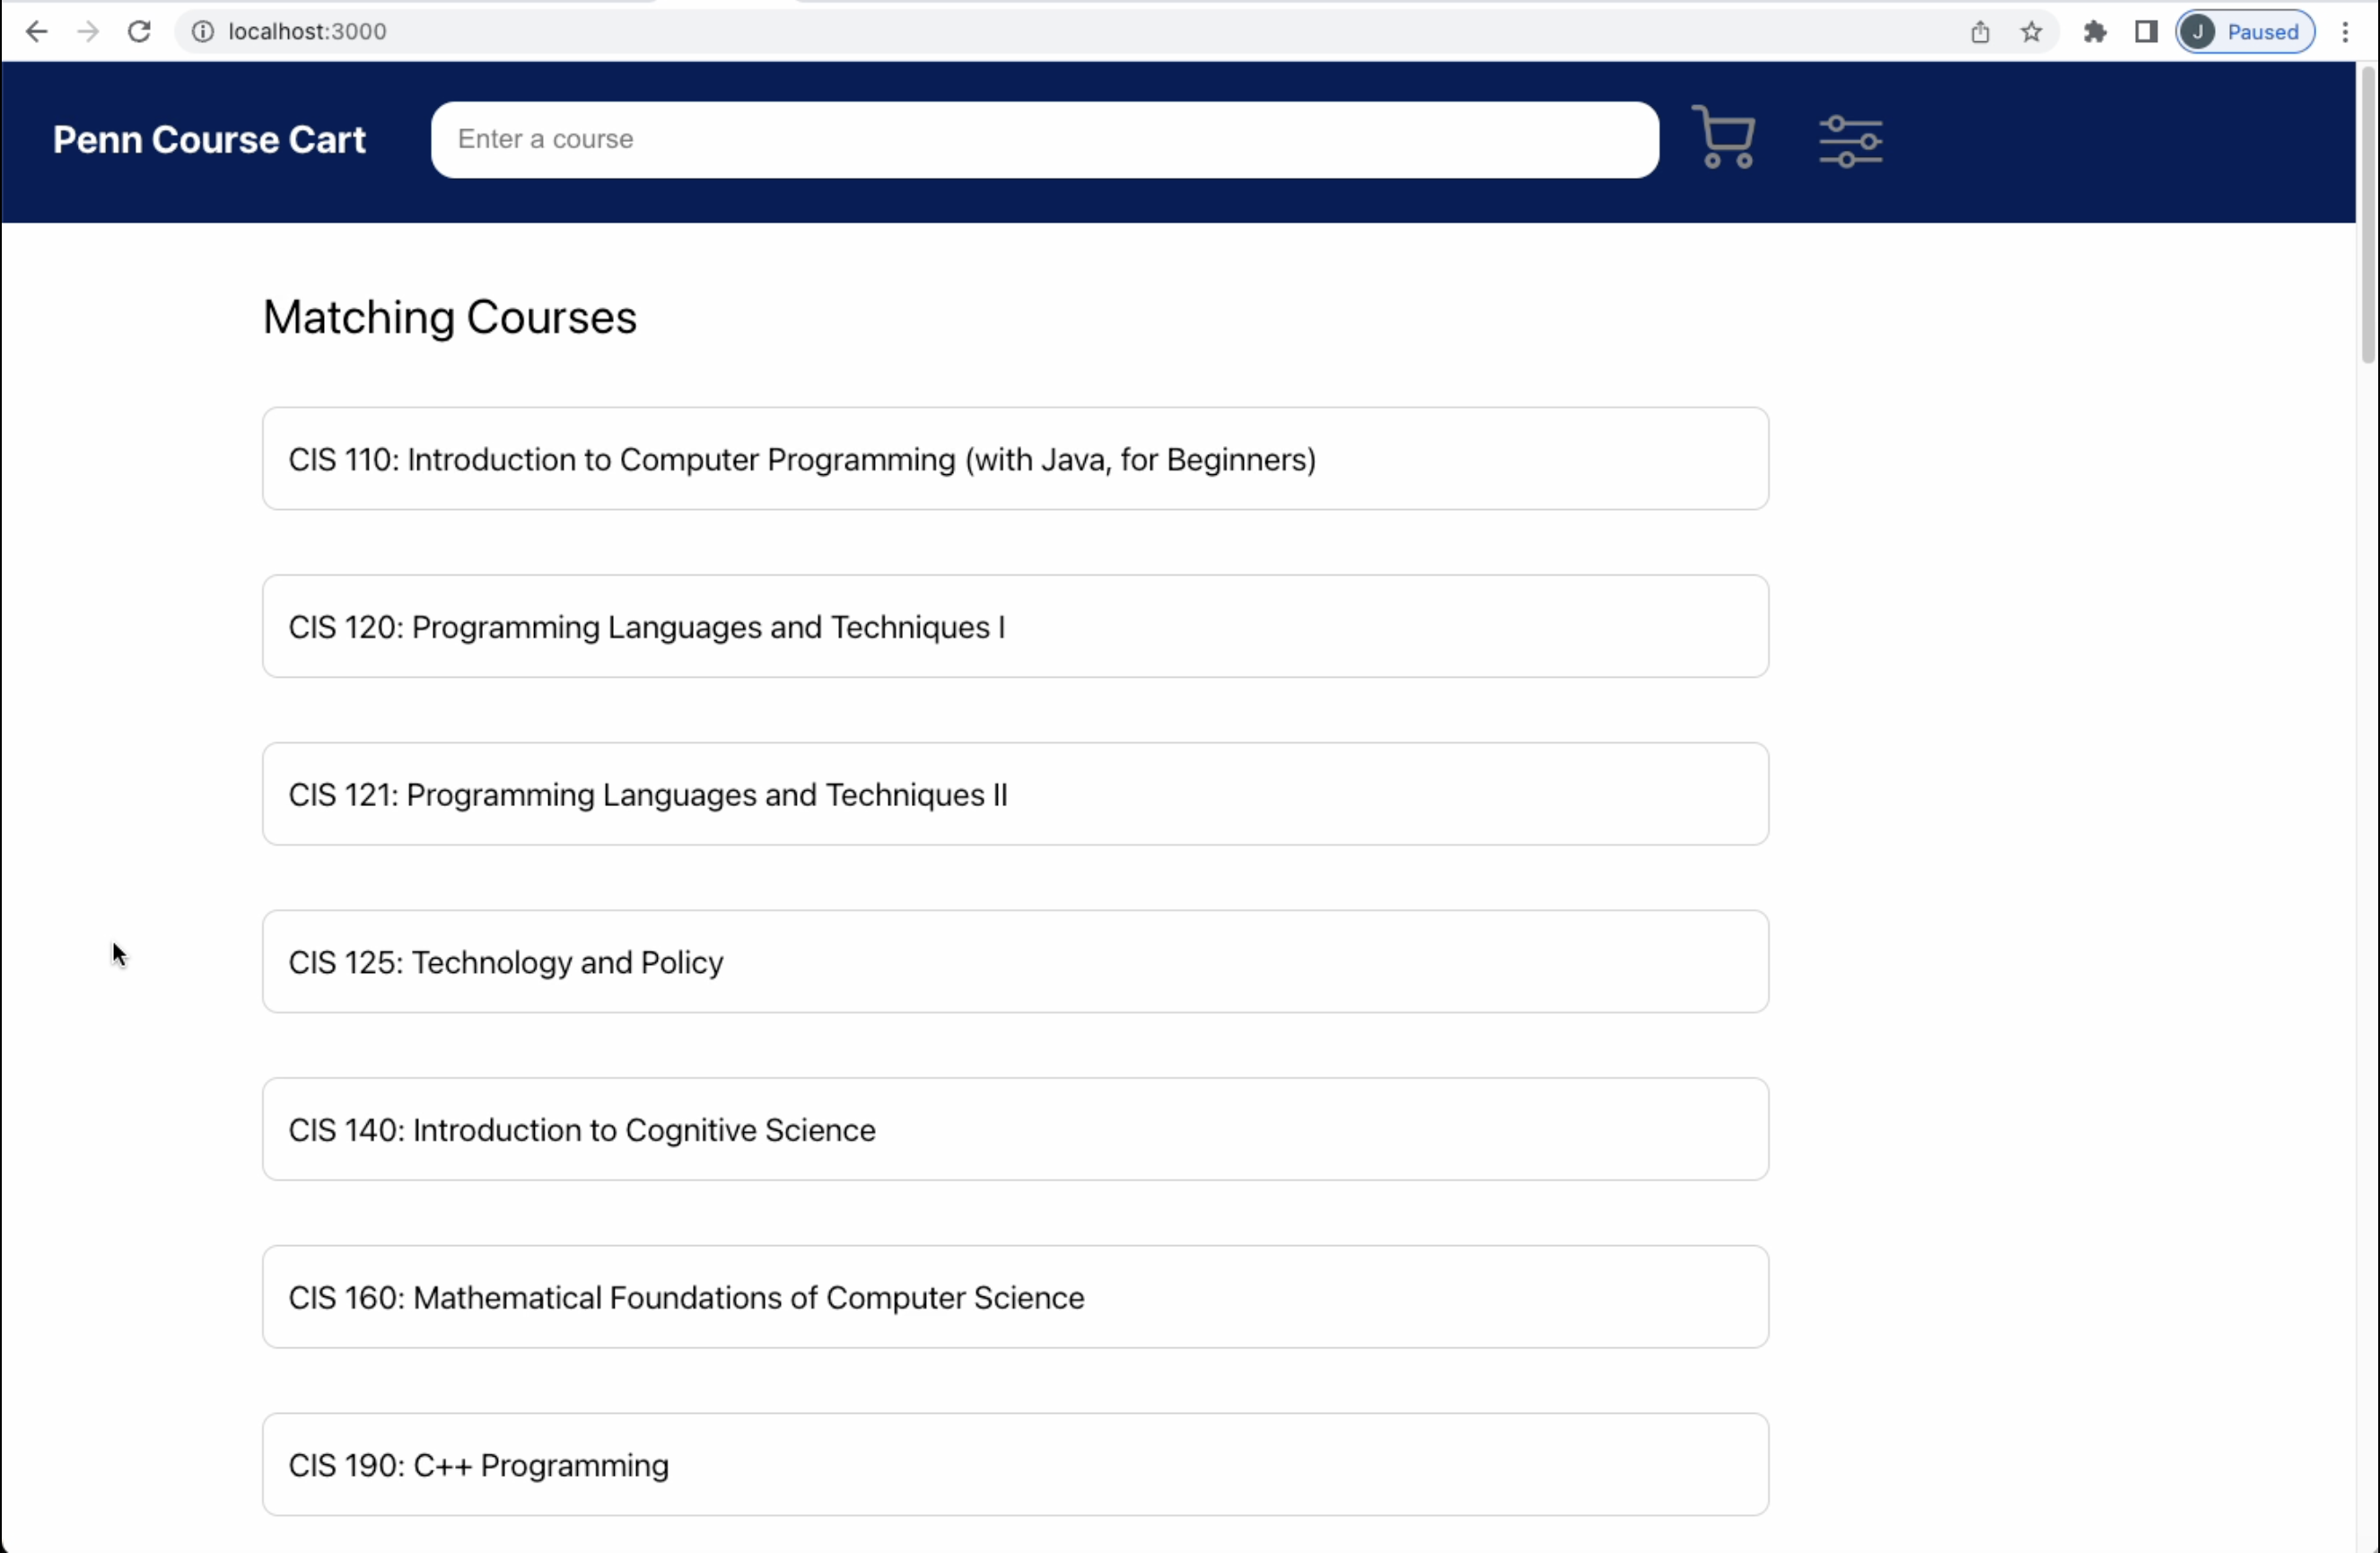 localhost:3000
J
Paused
Penn Course Cart
Enter a course
Matching Courses
CIS 110: Introduction to Computer Programming (with Java, for Beginners)
CIS 120: Programming Languages and Techniques I
CIS 121: Programming Languages and Techniques II
CIS 125: Technology and Policy
CIS 140: Introduction to Cognitive Science
CIS 160: Mathematical Foundations of Computer Science
CIS 190: C++ Programming